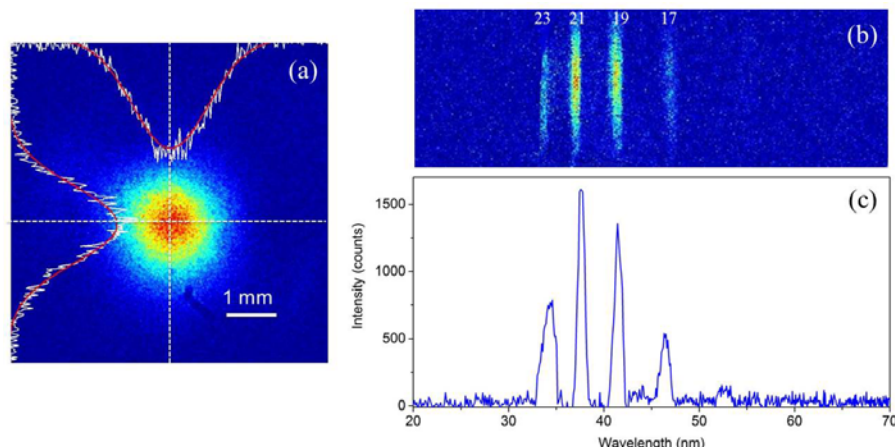 (a)
1 mm
23 21 19 17
(b)
(c)
Intensity (counts)
1500
1000
500
0
20 30 40 50 60 70
Wavelength (nm)